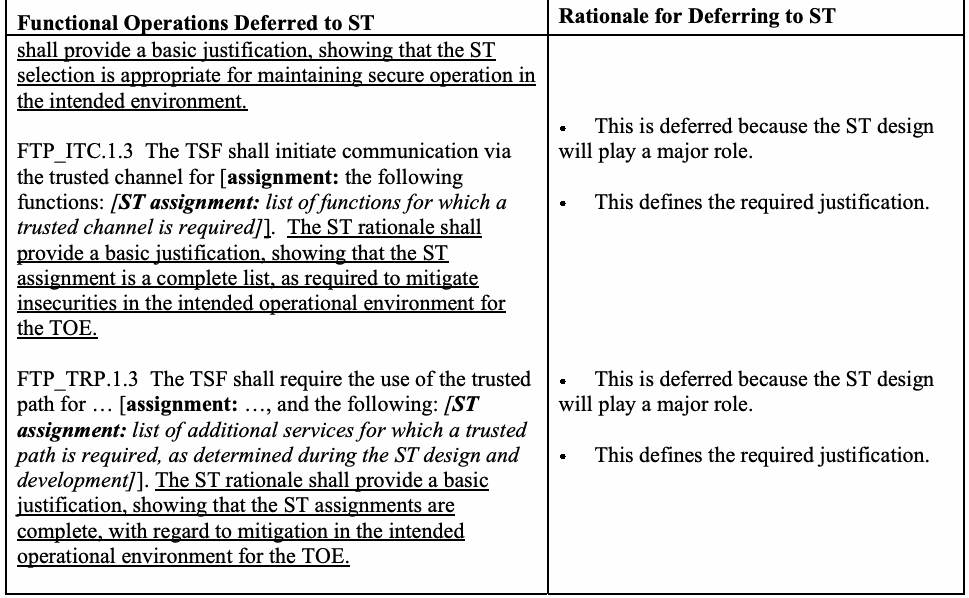 Functional Operations Deferred to ST
Rationale for Deferring to ST
shall provide a basic justification, showing that the ST
selection is appropriate for maintaining secure operation in
the intended environment.
FTP_ITC.1.3 The TSF shall initiate communication via
the trusted channel for [assignment: the following
functions: [ST assignment: list of functions for which a
trusted channel is required]]. The ST rationale shall
provide a basic justification, showing that the ST
assignment is a complete list, as required to mitigate
insecurities in the intended operational environment for
the TOE.
• This is deferred because the ST design
will play a major role.
• This defines the required justification.
FTP_TRP.1.3 The TSF shall require the use of the trusted
path for … [assignment: …, and the following: [ST
assignment: list of additional services for which a trusted
path is required, as determined during the ST design and
development]]. The ST rationale shall provide a basic
justification, showing that the ST assignments are
complete, with regard to mitigation in the intended
operational environment for the TOE.
• This is deferred because the ST design
will play a major role.
• This defines the required justification.